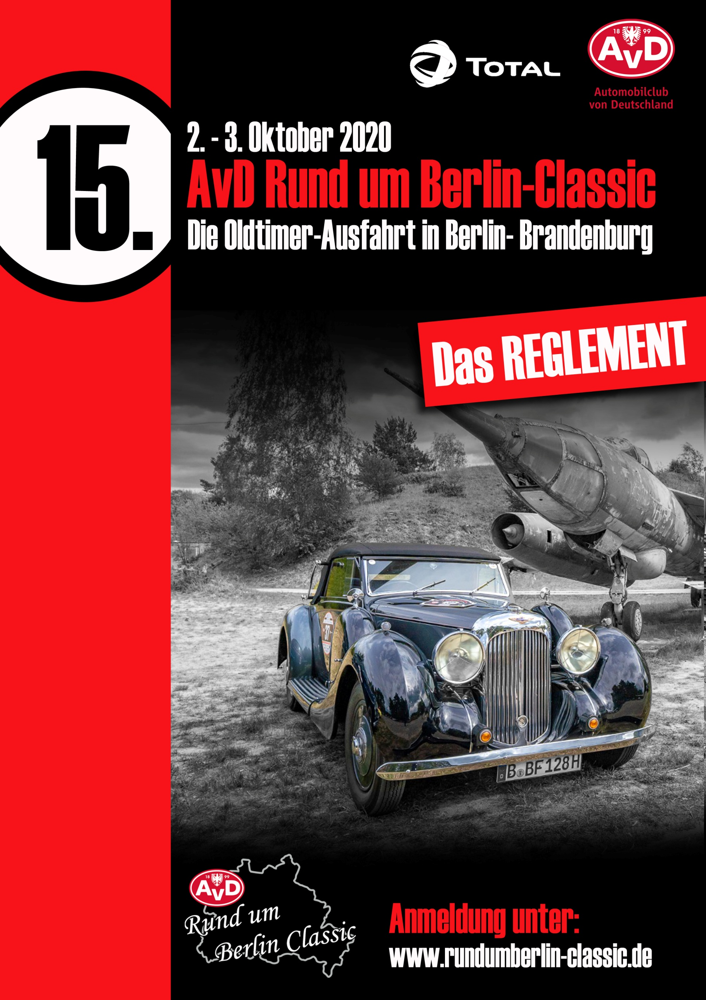 TOTAL
18 99
AVD
Automobilclub
von Deutschland
15.
2. - 3. Oktober 2020
AvD Rund um Berlin-Classic
Die Oldtimer-Ausfahrt in Berlin- Brandenburg
Das REGLEMENT
37
B BF 128 H
18 99
AVD
Rund um
Berlin Classic
Anmeldung unter:
www.rundumberlin-classic.de